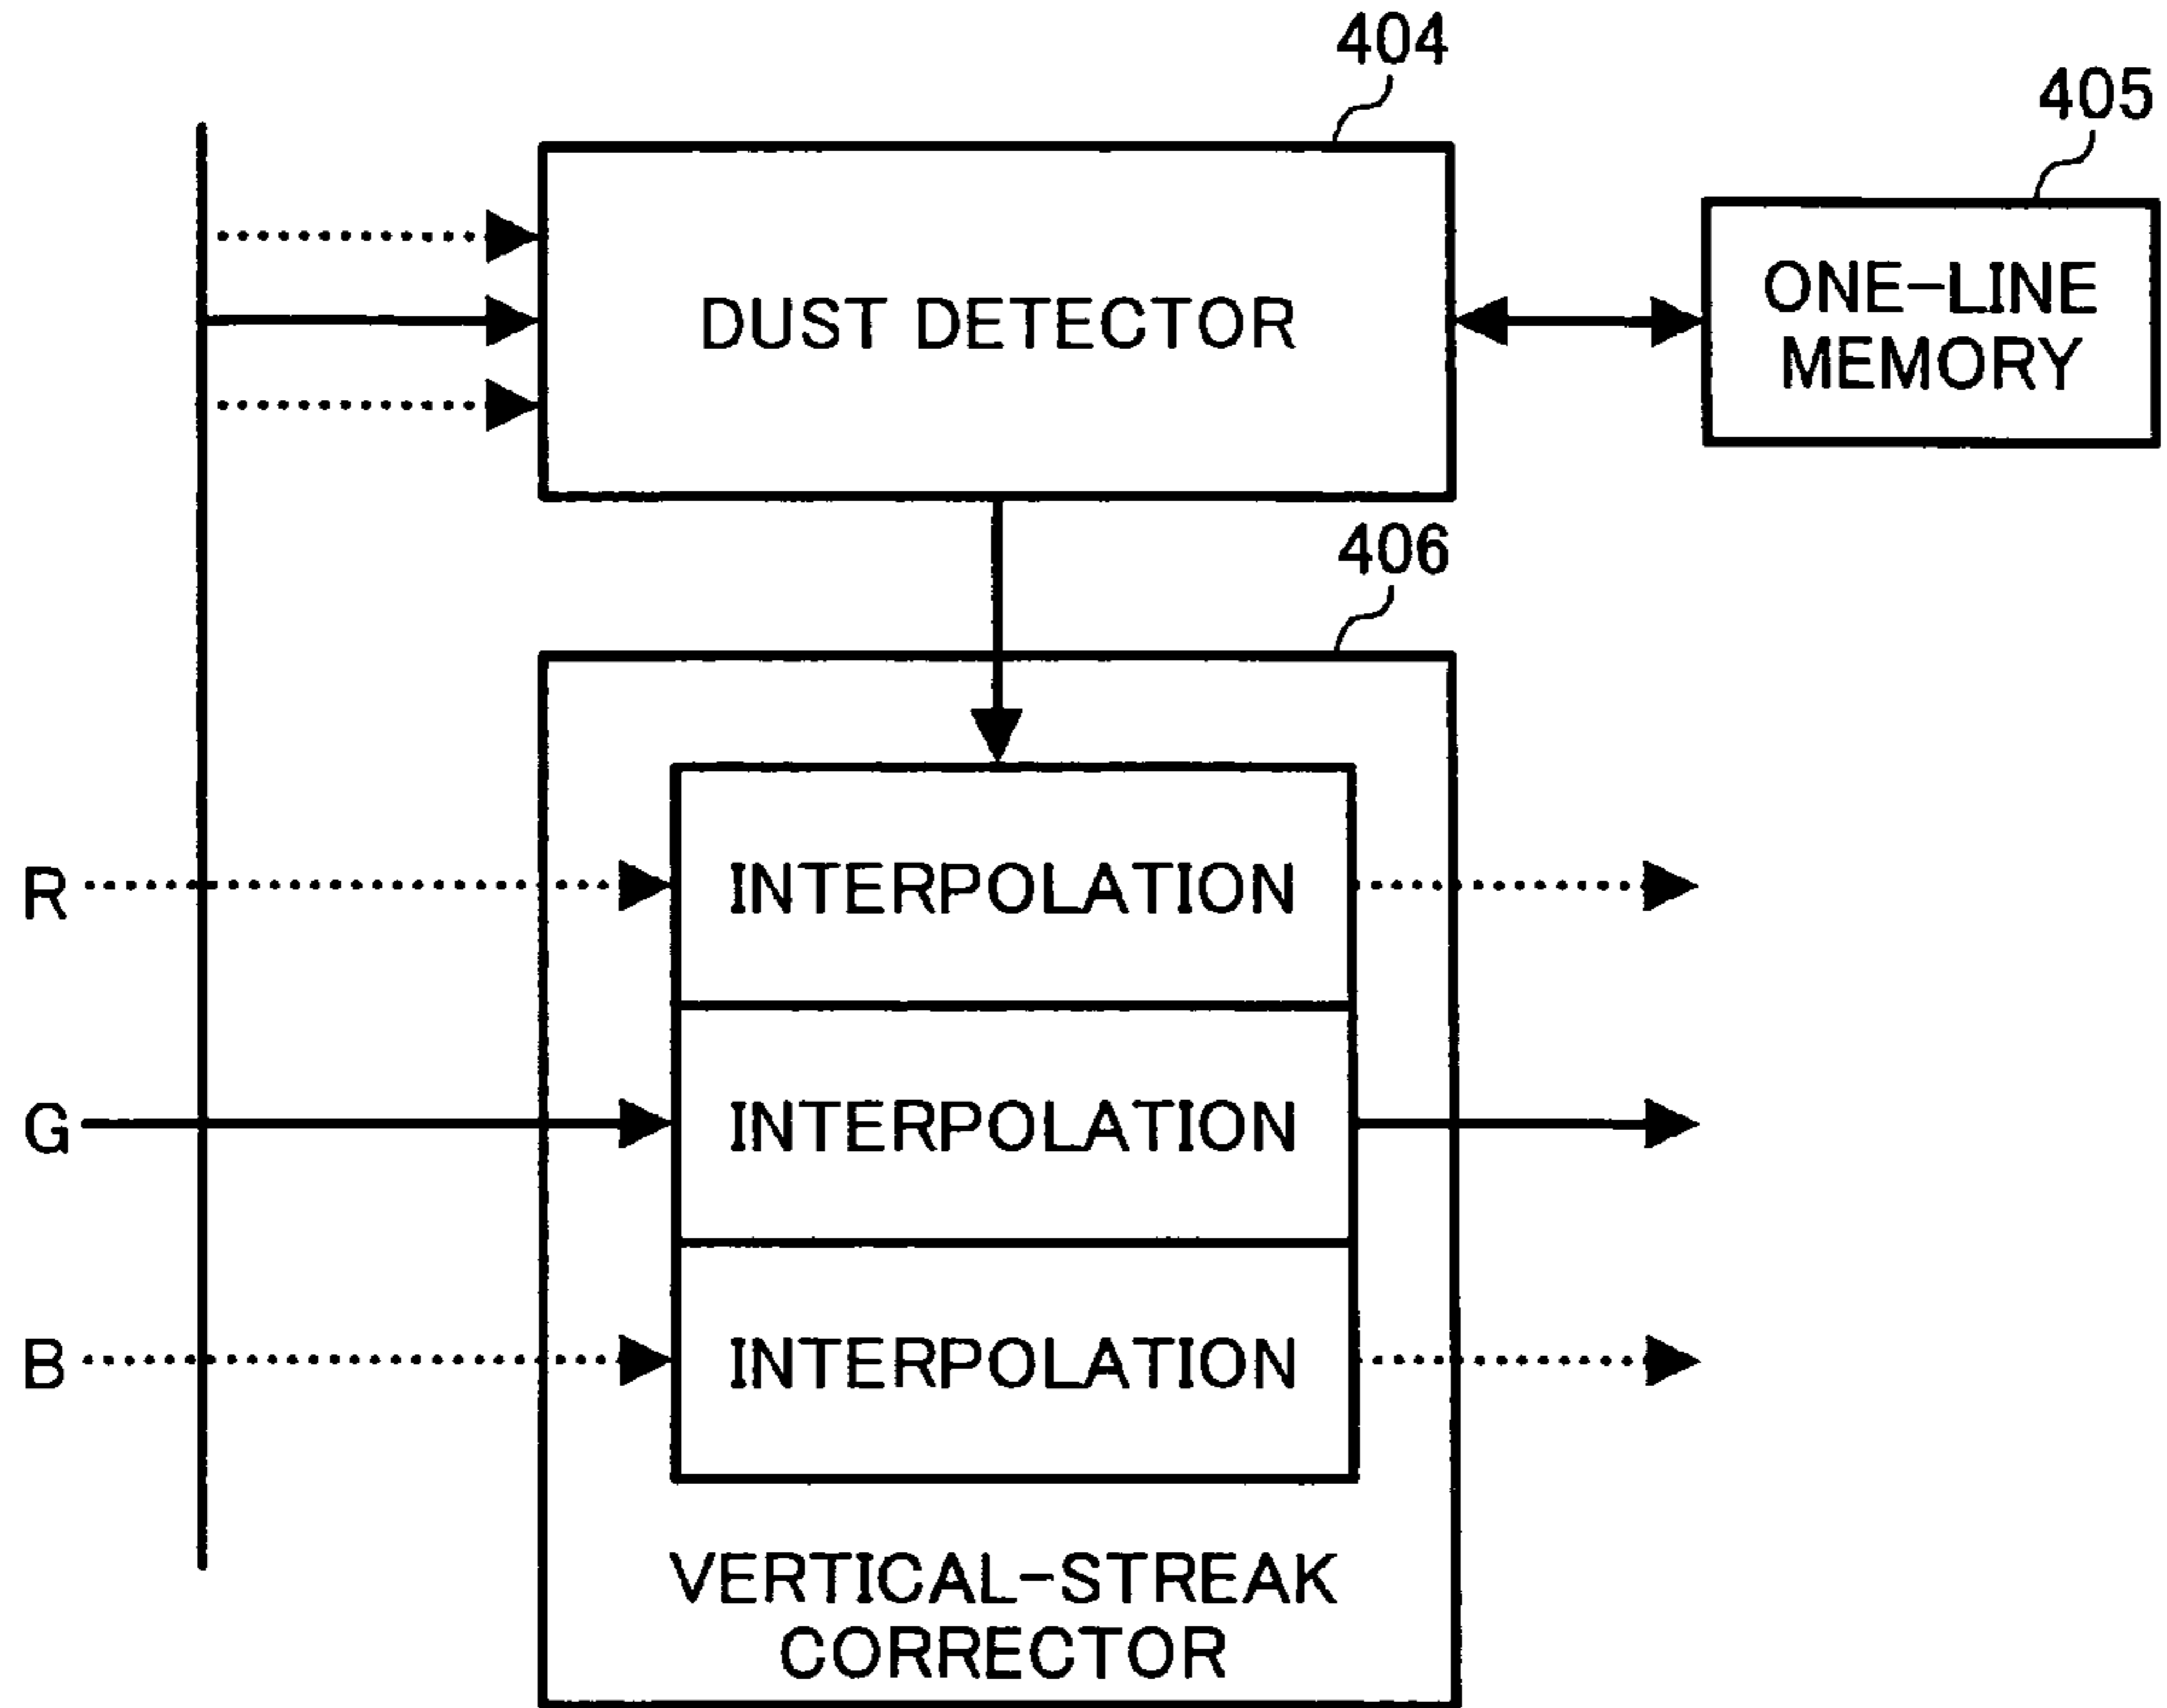 404
405
DUST DETECTOR
ONE-LINE
MEMORY
406
R
INTERPOLATION
G
INTERPOLATION
B
INTERPOLATION
VERTICAL-STREAK
CORRECTOR